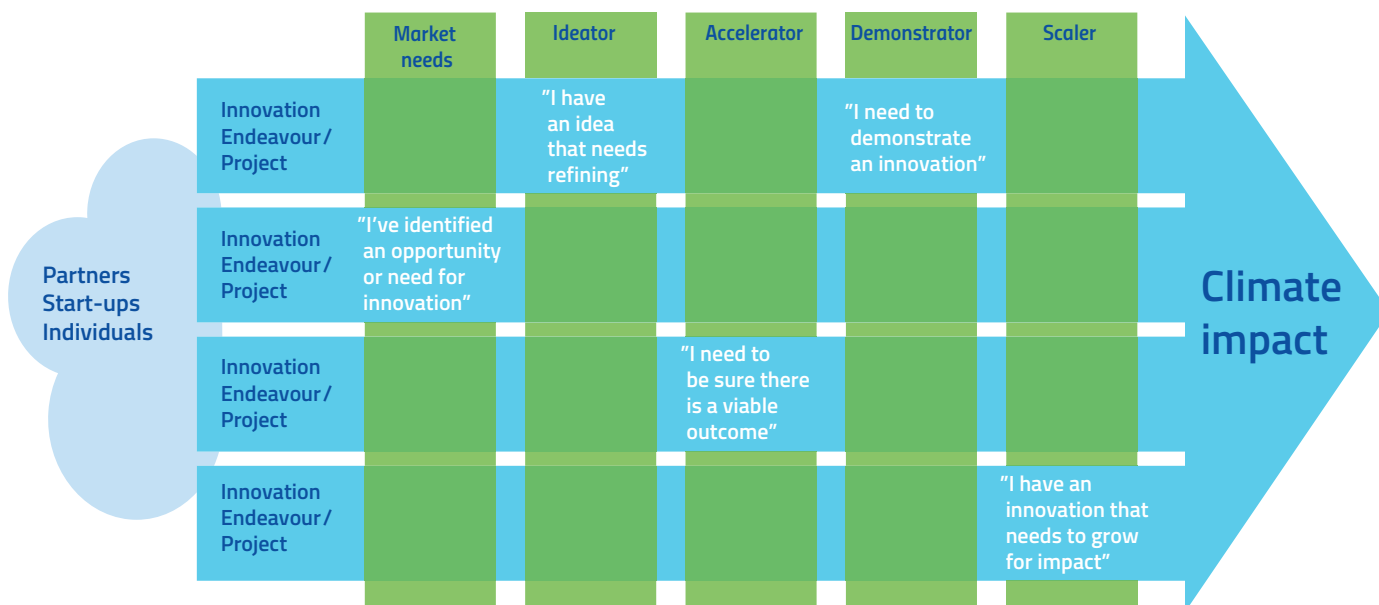 Market
needs
Ideator
Accelerator
Demonstrator
Scaler
Partners
Start-ups
Individuals
Innovation
Endeavour/
Project
"I have
an idea
that needs
refining"
"I need to
demonstrate
an innovation"
Innovation
Endeavour/
Project
"I've identified
an opportunity
or need for
innovation"
Innovation
Endeavour/
Project
"I need to
be sure there
is a viable
outcome"
Innovation
Endeavour/
Project
"I have an
innovation that
needs to grow
for impact"
Climate
impact